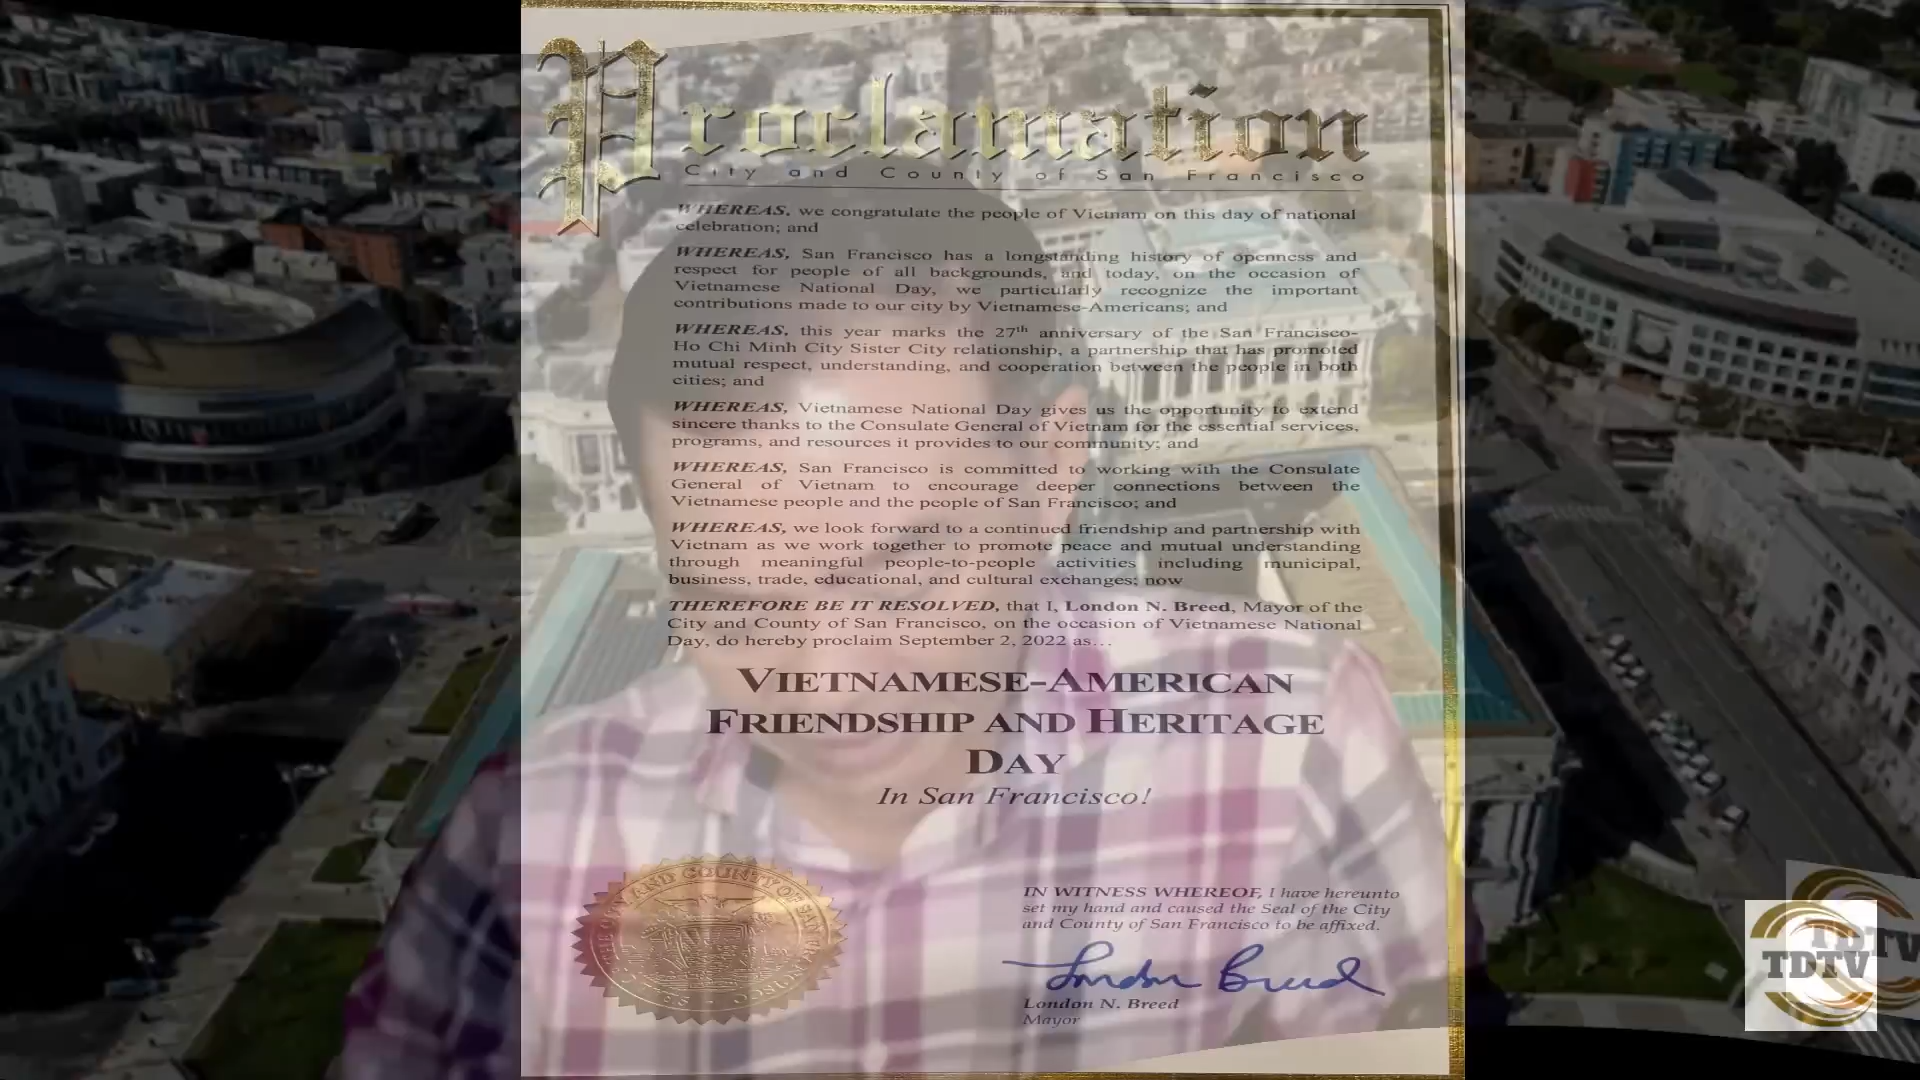 Proclamation
City and County of San Francisco
WHEREAS, we congratulate the people of Vietnam on this day of national
celebration; and
WHEREAS, San Francisco has a longstanding history of openness and
respect for people of all backgrounds, and today, on the occasion of
Vietnamese National Day, we particularly recognize the important
contributions made to our city by Vietnamese-Americans; and
WHEREAS, this year marks the 27th anniversary of the San Francisco-
Ho Chi Minh City Sister City relationship, a partnership that has promoted
mutual respect, understanding, and cooperation between the people in both
cities; and
WHEREAS, Vietnamese National Day gives us the opportunity to extend
sincere thanks to the Consulate General of Vietnam for the essential services,
programs, and resources it provides to our community; and
WHEREAS, San Francisco is committed to working with the Consulate
General of Vietnam to encourage deeper connections between the
Vietnamese people and the people of San Francisco; and
WHEREAS, we look forward to a continued friendship and partnership with
Vietnam as we work together to promote peace and mutual understanding
through meaningful people-to-people activities including municipal,
business, trade, educational, and cultural exchanges; now
THEREFORE BE IT RESOLVED, that I, London N. Breed, Mayor of the
City and County of San Francisco, on the occasion of Vietnamese National
Day, do hereby proclaim September 2, 2022 as…
VIETNAMESE-AMERICAN
FRIENDSHIP AND HERITAGE
DAY
In San Francisco!
AND COUNTY OF SAN
IN WITNESS WHEREOF, I have hereunto
set my hand and caused the Seal of the City
and County of San Francisco to be affixed.
London Breed
London N. Breed
Mayor
TDTV
TDTV